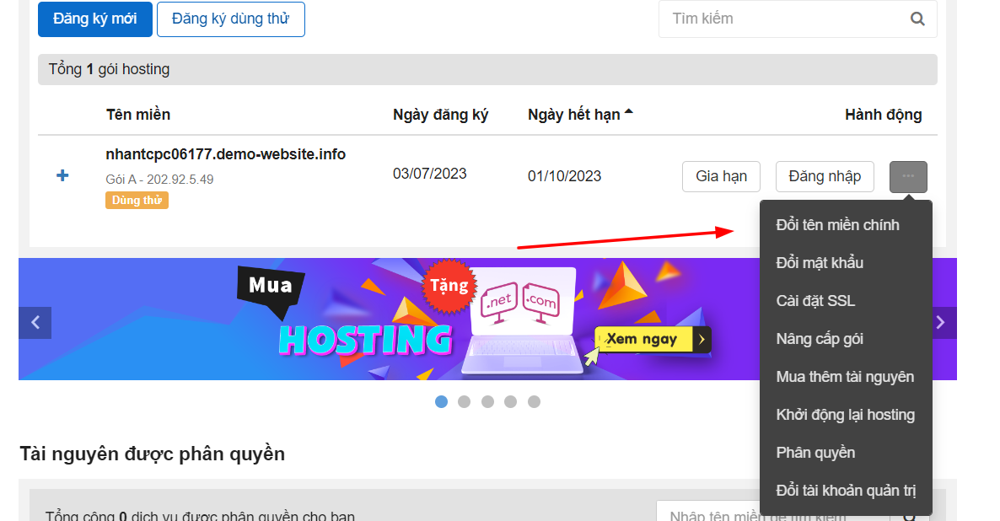 Đăng ký mới
Đăng ký dùng thử
Tìm kiếm
Tổng 1 gói hosting
Tên miền
Ngày đăng ký
Ngày hết hạn
Hành động
nhantcpc06177.demo-website.info
Gói A - 202.92.5.49
Dùng thử
03/07/2023
01/10/2023
Gia hạn
Đăng nhập
Đổi tên miền chính
Đổi mật khẩu
Cài đặt SSL
Nâng cấp gói
Mua thêm tài nguyên
Khởi động lại hosting
Phân quyền
Đổi tài khoản quản trị
Mua
HOSTING
Tặng
.net
.com
Xem ngay
Tài nguyên được phân quyền
Tổng cộng 0 dịch vụ được phân quyền cho bạn
Nhập tên miền để tìm kiếm